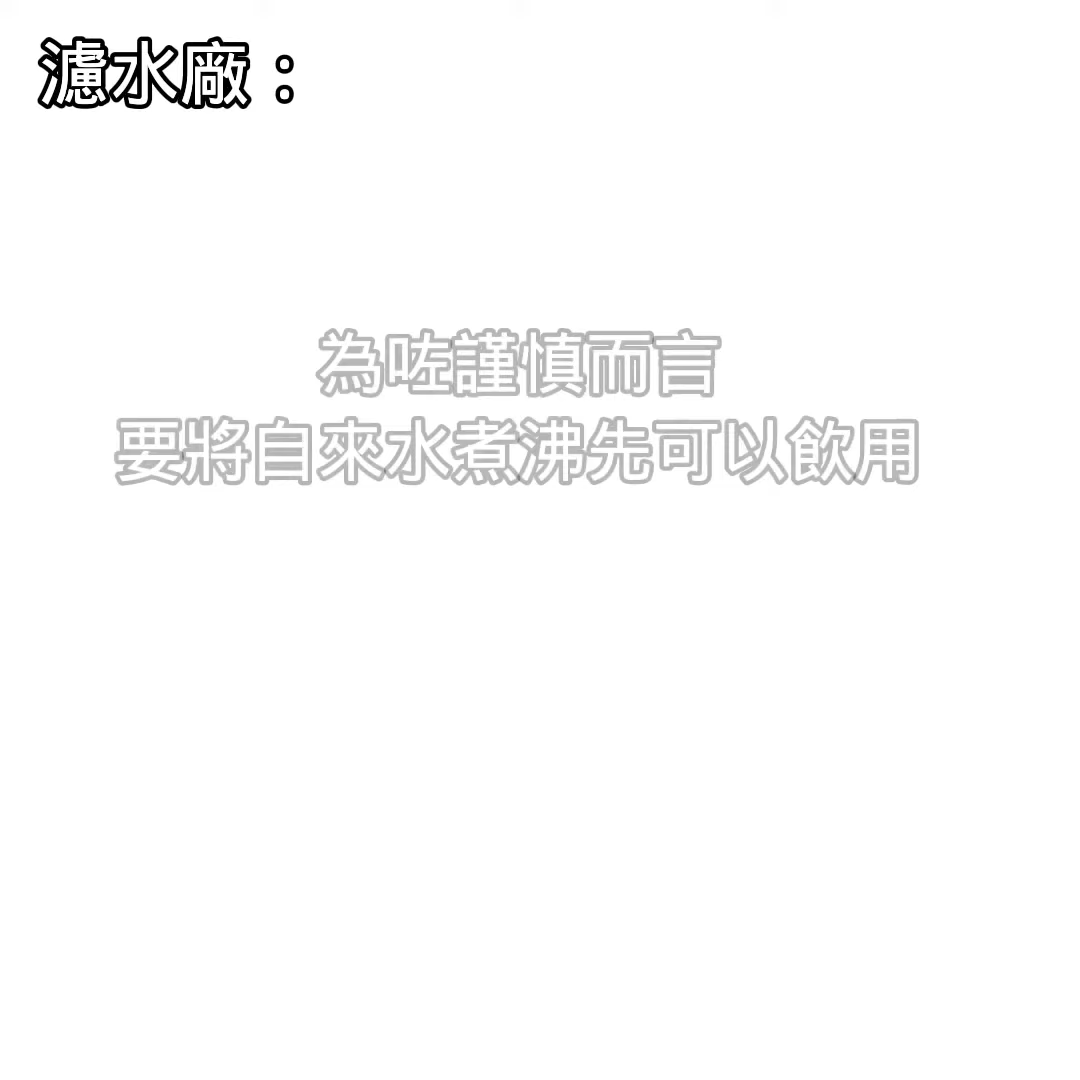 濾水廠：
為咗謹慎而言
要將自來水煮沸先可以飲用